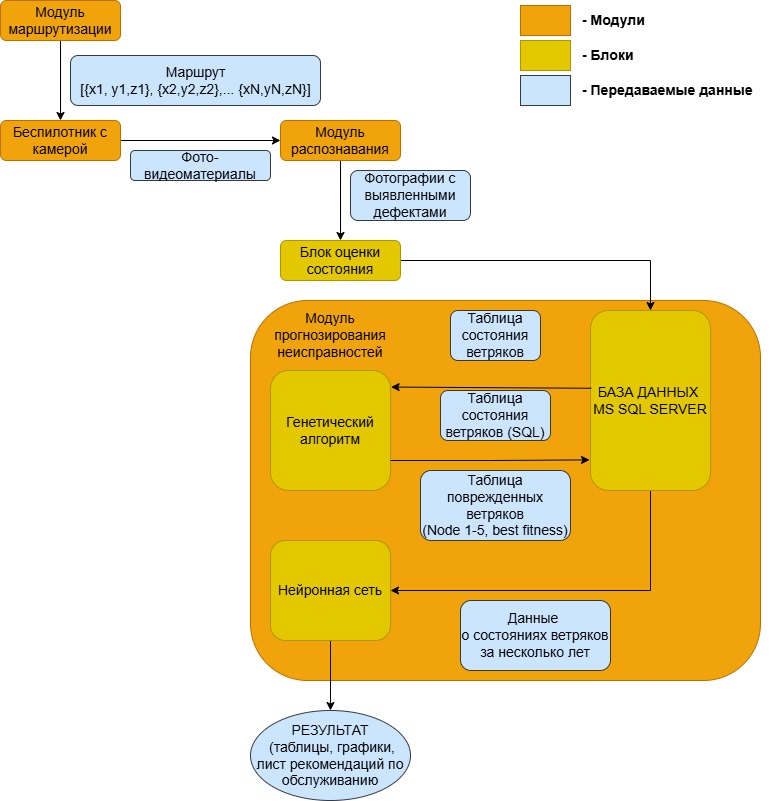 Модуль
маршрутизации
- Модули
- Блоки
- Передаваемые данные
Маршрут
[{x1, y1,z1}, {x2,y2,z2},... {xN,yN,zN}]
Беспилотник с
камерой
Фото-
видеоматериалы
Модуль
распознавания
Фотографии с
выявленными
дефектами
Блок оценки
состояния
Модуль
прогнозирования
неисправностей
Таблица
состояния
ветряков
БАЗА ДАННЫХ
MS SQL SERVER
Генетический
алгоритм
Таблица
состояния
ветряков (SQL)
Таблица
поврежденных
ветряков
(Node 1-5, best fitness)
Нейронная сеть
Данные
о состояниях ветряков
за несколько лет
РЕЗУЛЬТАТ
(таблицы, графики,
лист рекомендаций по
обслуживанию